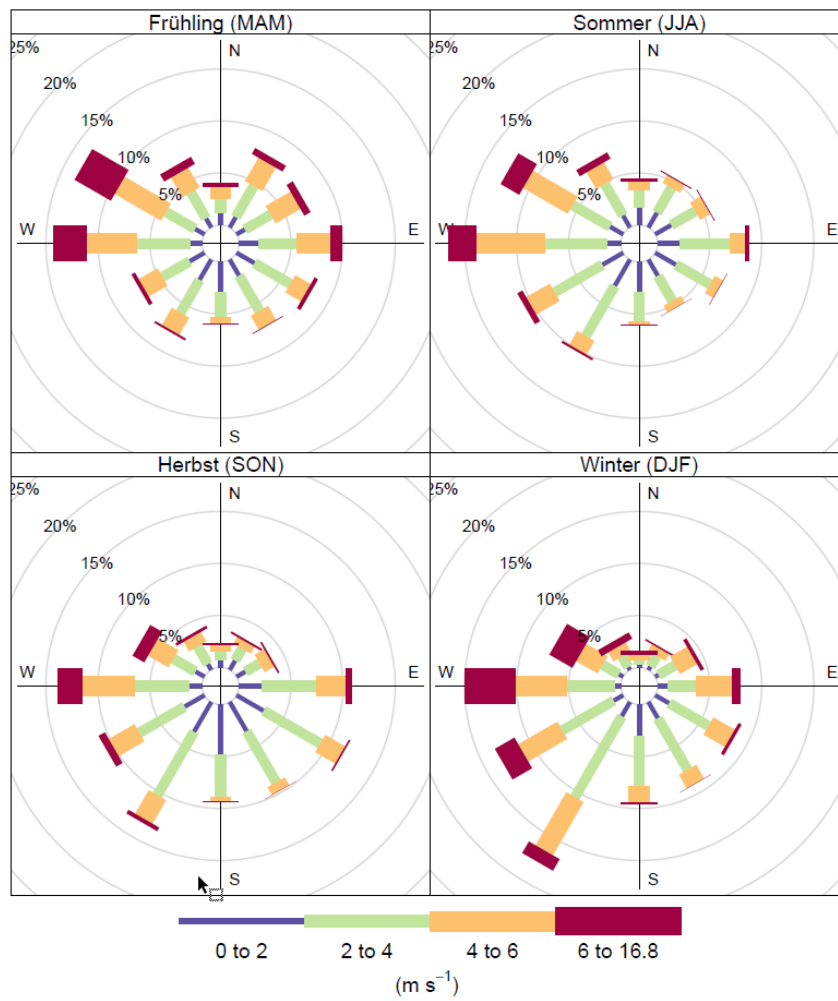 Frühling (MAM)
Sommer (JJA)
25%
20%
15%
10%
5%
N
W
E
S
25%
20%
15%
10%
5%
N
W
E
S
Herbst (SON)
Winter (DJF)
25%
20%
15%
10%
5%
N
W
E
S
25%
20%
15%
10%
5%
N
W
E
S
0 to 2
2 to 4
4 to 6
6 to 16.8
(m s⁻¹)